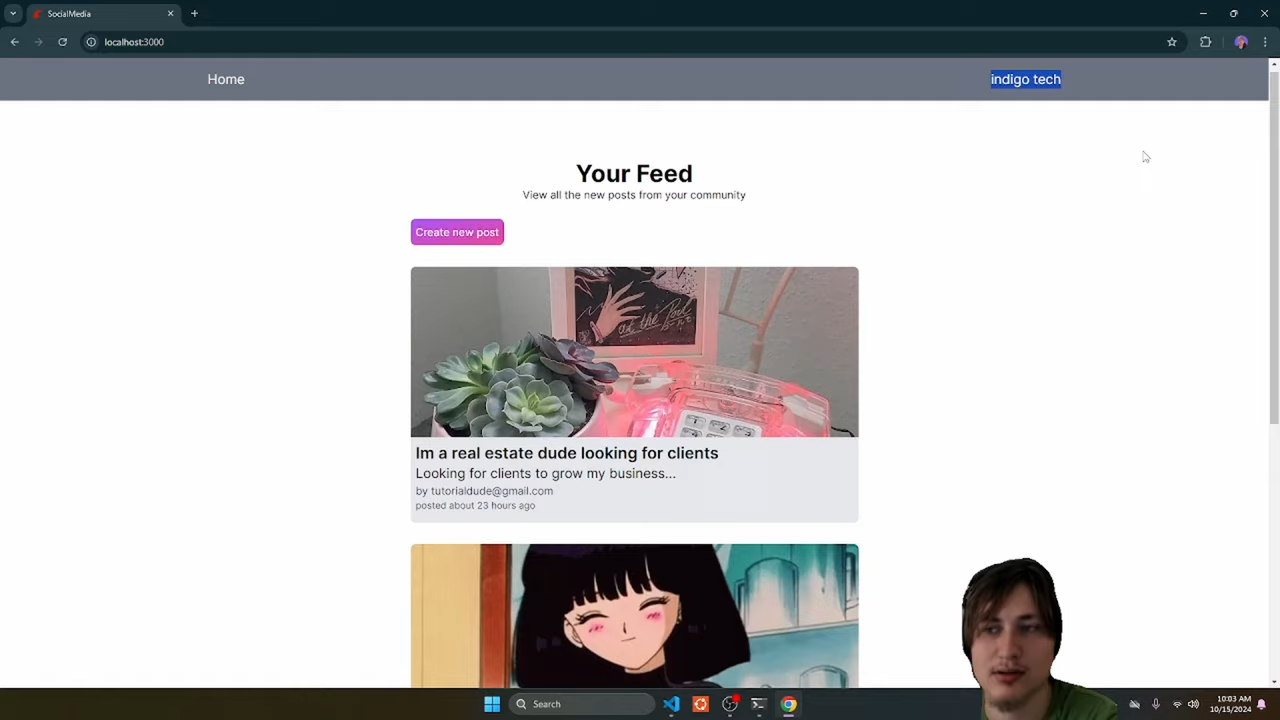 SocialMedia
localhost:3000
Home
indigo tech
Your Feed
View all the new posts from your community
Create new post
Im a real estate dude looking for clients
Looking for clients to grow my business...
by tutorialdude@gmail.com
posted about 23 hours ago
Search
10:03 AM
10/15/2024